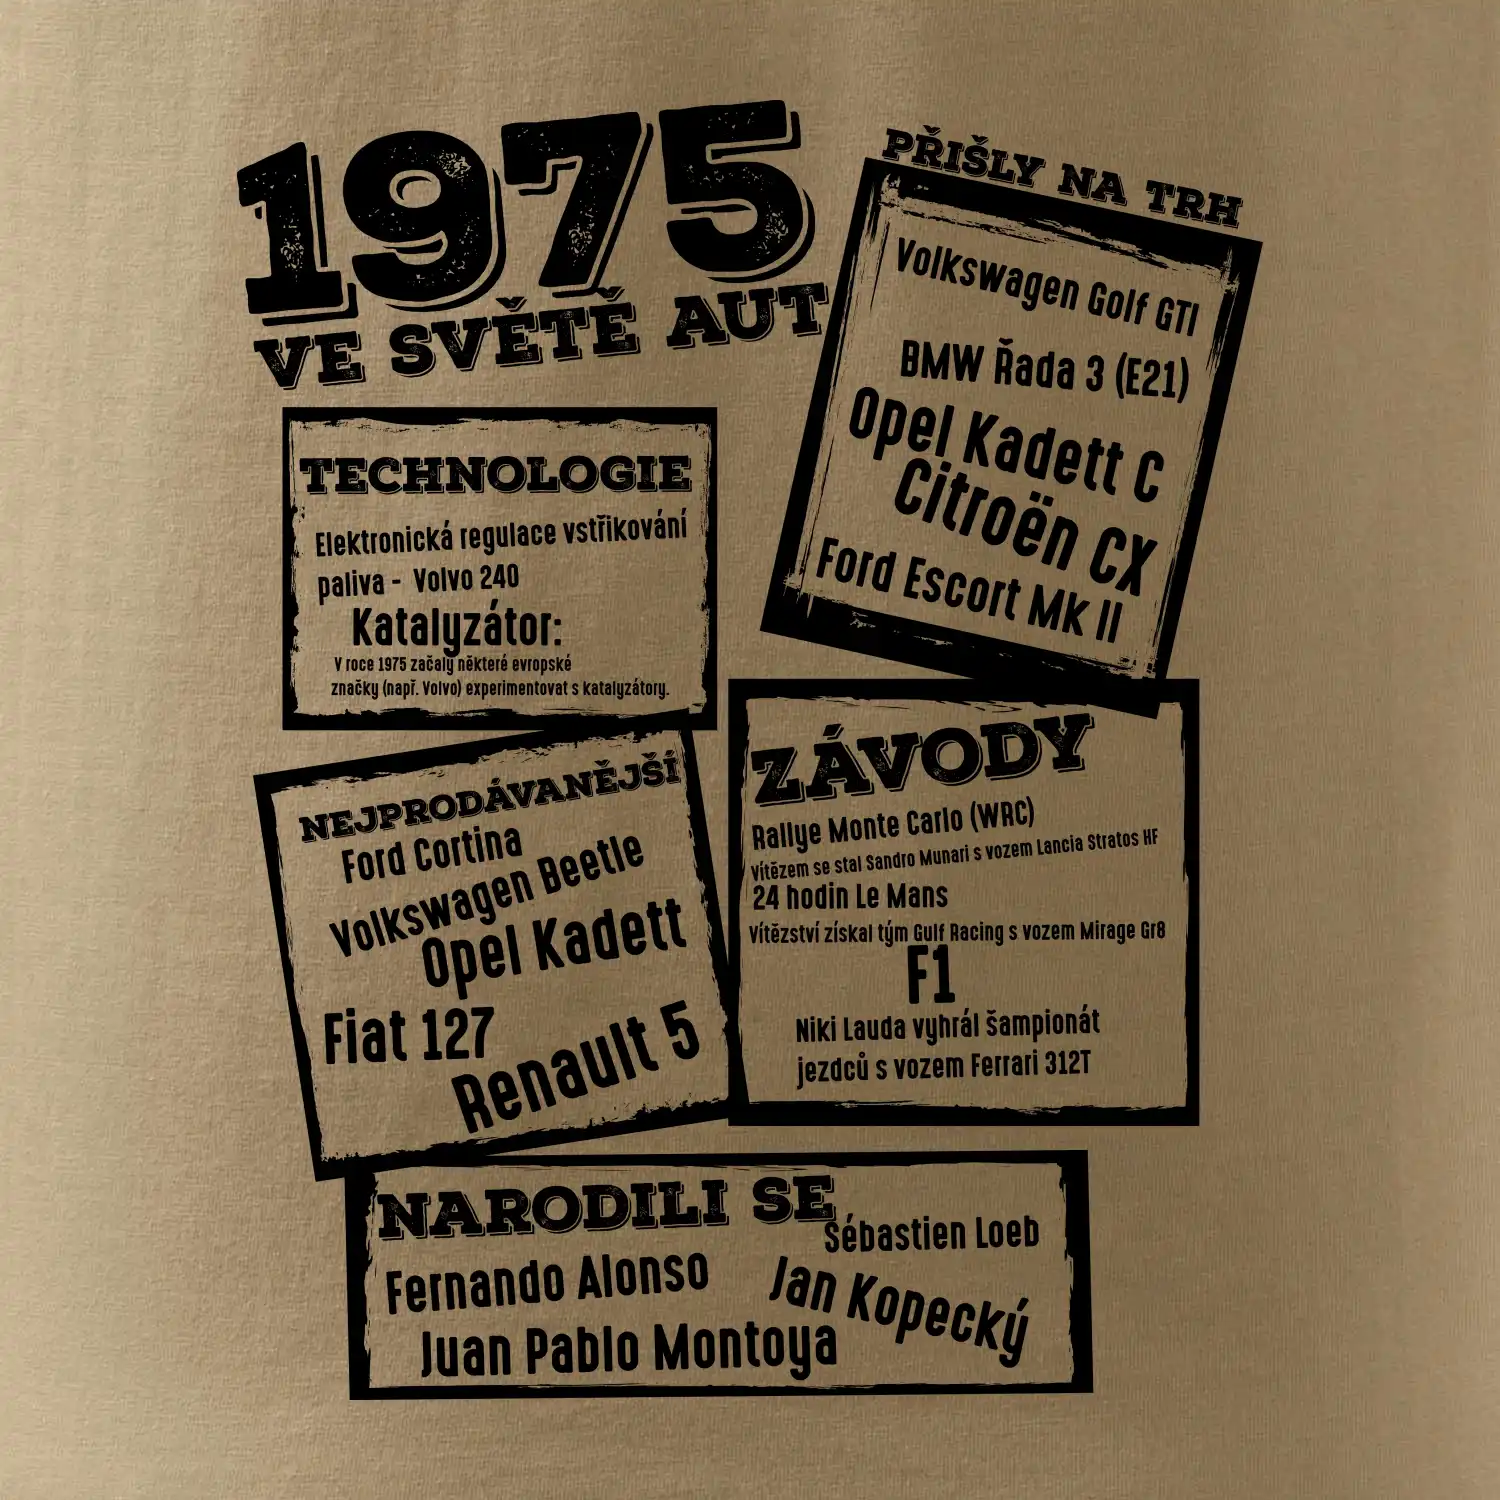 1975
VE SVĚTĚ AUT
PŘIŠLY NA TRH
Volkswagen Golf GTI
BMW Řada 3 (E21)
Opel Kadett C
Citroën CX
Ford Escort Mk II
TECHNOLOGIE
Elektronická regulace vstřikování
paliva - Volvo 240
Katalyzátor:
V roce 1975 začaly některé evropské
značky (např. Volvo) experimentovat s katalyzátory.
NEJPRODÁVANĚJŠÍ
Ford Cortina
Volkswagen Beetle
Opel Kadett
Fiat 127
Renault 5
ZÁVODY
Rallye Monte Carlo (WRC)
Vítězem se stal Sandro Munari s vozem Lancia Stratos HF
24 hodin Le Mans
Vítězství získal tým Gulf Racing s vozem Mirage Gr8
F1
Niki Lauda vyhrál šampionát
jezdců s vozem Ferrari 312T
NARODILI SE
Sébastien Loeb
Fernando Alonso
Jan Kopecký
Juan Pablo Montoya